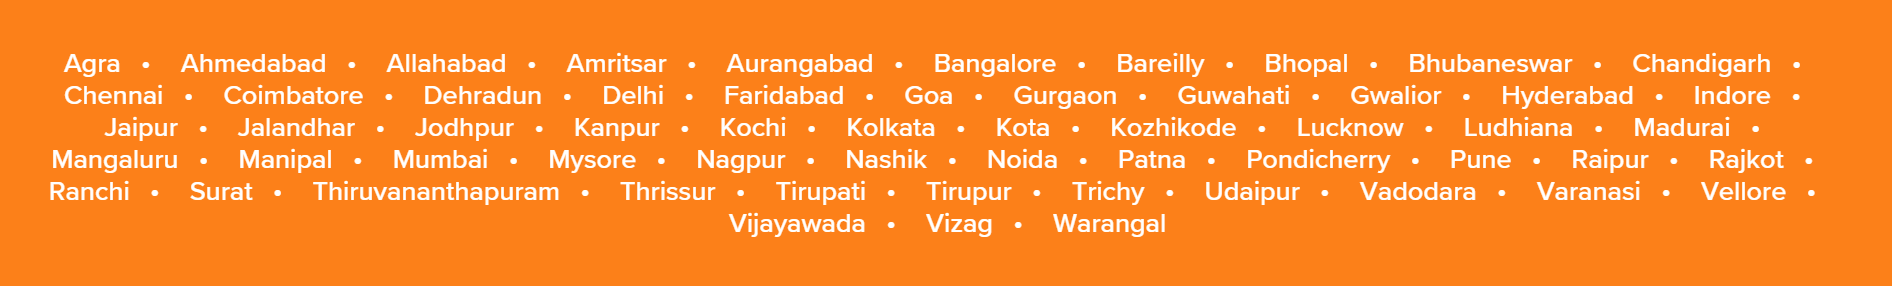 Agra • Ahmedabad • Allahabad • Amritsar • Aurangabad • Bangalore • Bareilly • Bhopal • Bhubaneswar • Chandigarh •
Chennai • Coimbatore • Dehradun • Delhi • Faridabad • Goa • Gurgaon • Guwahati • Gwalior • Hyderabad • Indore •
Jaipur • Jalandhar • Jodhpur • Kanpur • Kochi • Kolkata • Kota • Kozhikode • Lucknow • Ludhiana • Madurai •
Mangaluru • Manipal • Mumbai • Mysore • Nagpur • Nashik • Noida • Patna • Pondicherry • Pune • Raipur • Rajkot •
Ranchi • Surat • Thiruvananthapuram • Thrissur • Tirupati • Tirupur • Trichy • Udaipur • Vadodara • Varanasi • Vellore •
Vijayawada • Vizag • Warangal